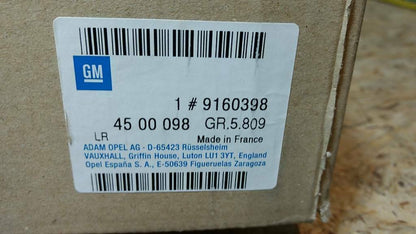 GM
1 # 9160398
45 00 098 GR.5.809
LR Made in France
ADAM OPEL AG - D-65423 Rüsselsheim
VAUXHALL, Griffin House, Luton LU1 3YT, England
Opel España S. A., E-50639 Figueruelas Zaragoza